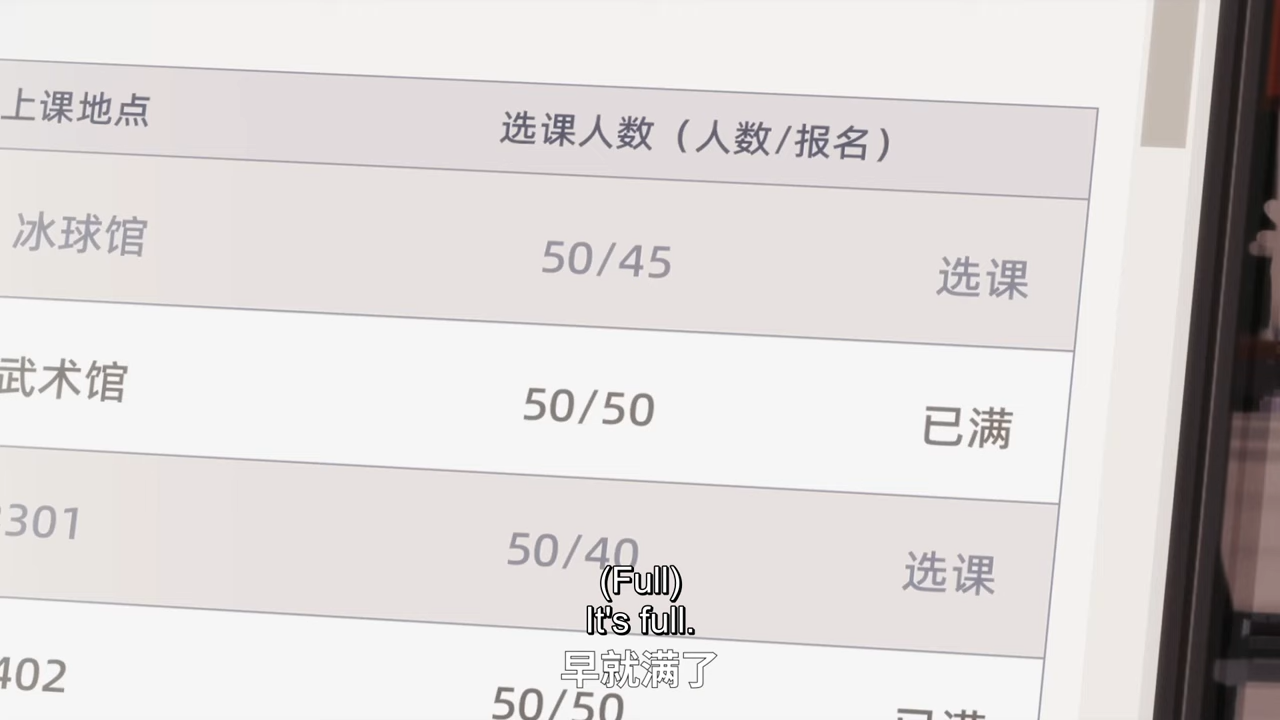 上课地点 选课人数（人数/报名）
冰球馆 50/45 选课
武术馆 50/50 已满
301 50/40 选课
402 50/50 已满
(Full)
It's full.
早就满了